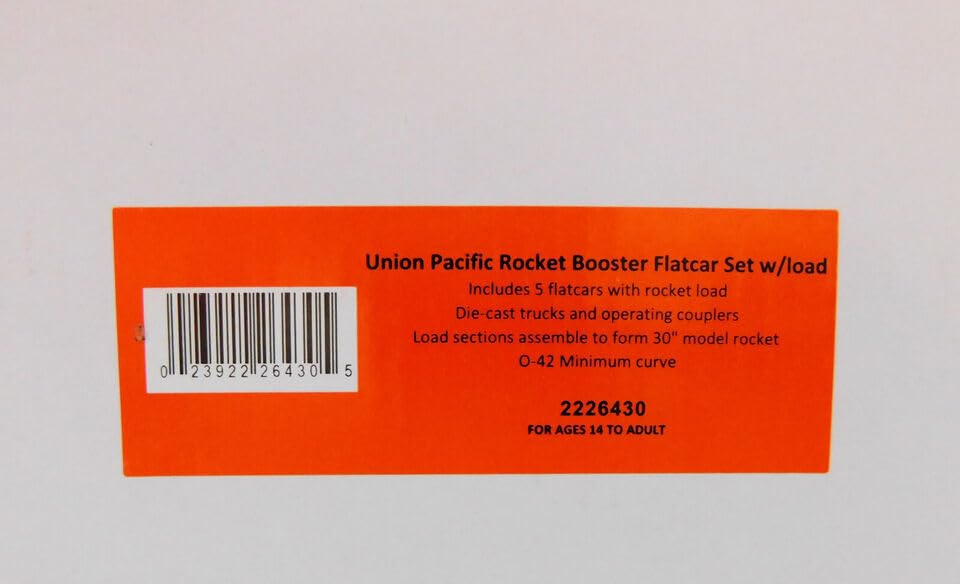 Union Pacific Rocket Booster Flatcar Set w/load
Includes 5 flatcars with rocket load
Die-cast trucks and operating couplers
Load sections assemble to form 30" model rocket
O-42 Minimum curve
0 23922 26430 5
2226430
FOR AGES 14 TO ADULT